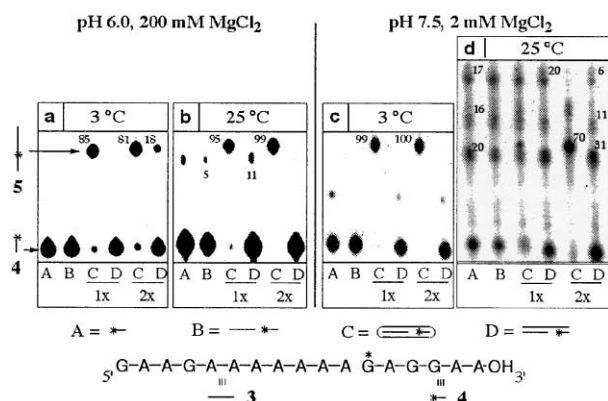 pH 6.0, 200 mM MgCl2 pH 7.5, 2 mM MgCl2
a 3 °C b 25 °C c 3 °C d 25 °C
85 81 18 95 99 99 100 17 20 6
16 11
5 11 20 70 31
* 5
* 4
A B C D C D A B C D C D A B C D C D A B C D C D
1x 2x 1x 2x 1x 2x 1x 2x
A = * B = * C = * D = *
5' G-A-A-G-A-A-A-A-A-A-A G-A-G-G-A-A-OH 3'
* *
3 4